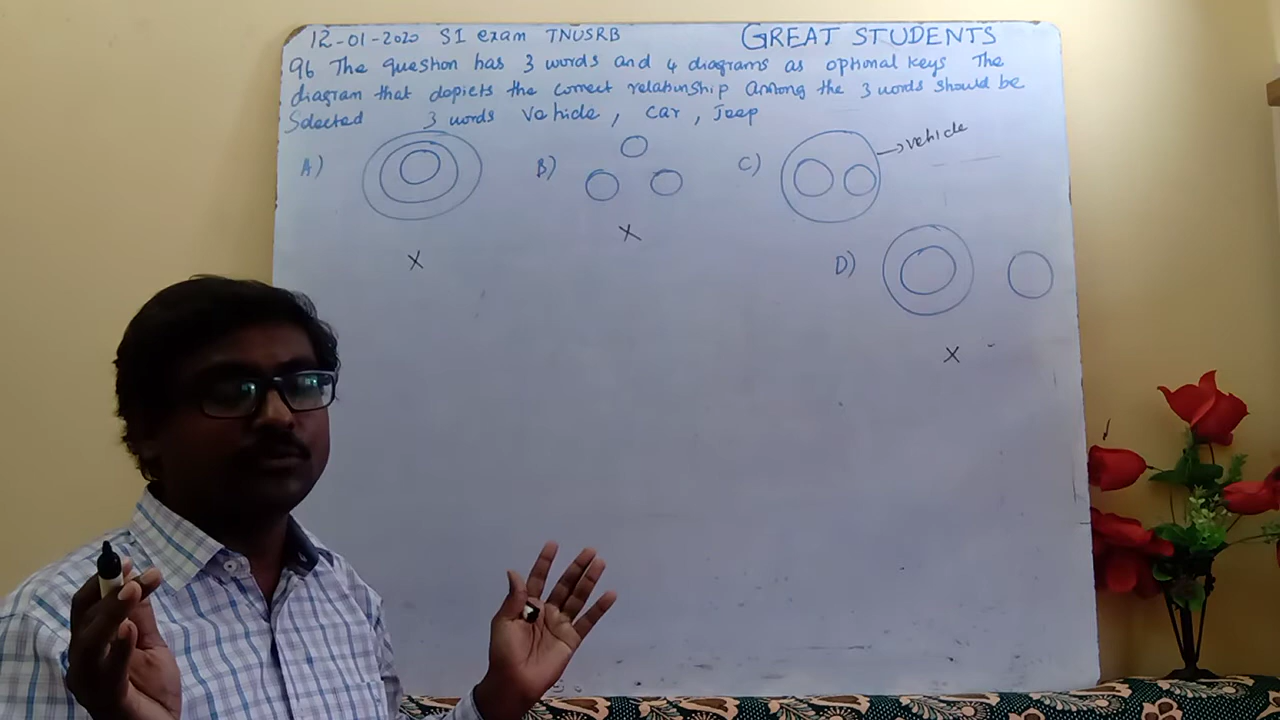 12-01-2020 SI exam TNUSRB GREAT STUDENTS
96 The question has 3 words and 4 diagrams as optional keys The
diagram that depicts the correct relationship among the 3 words should be
Selected 3 words Vehicle, Car, Jeep
A) B) C) → vehicle
X X
D)
X